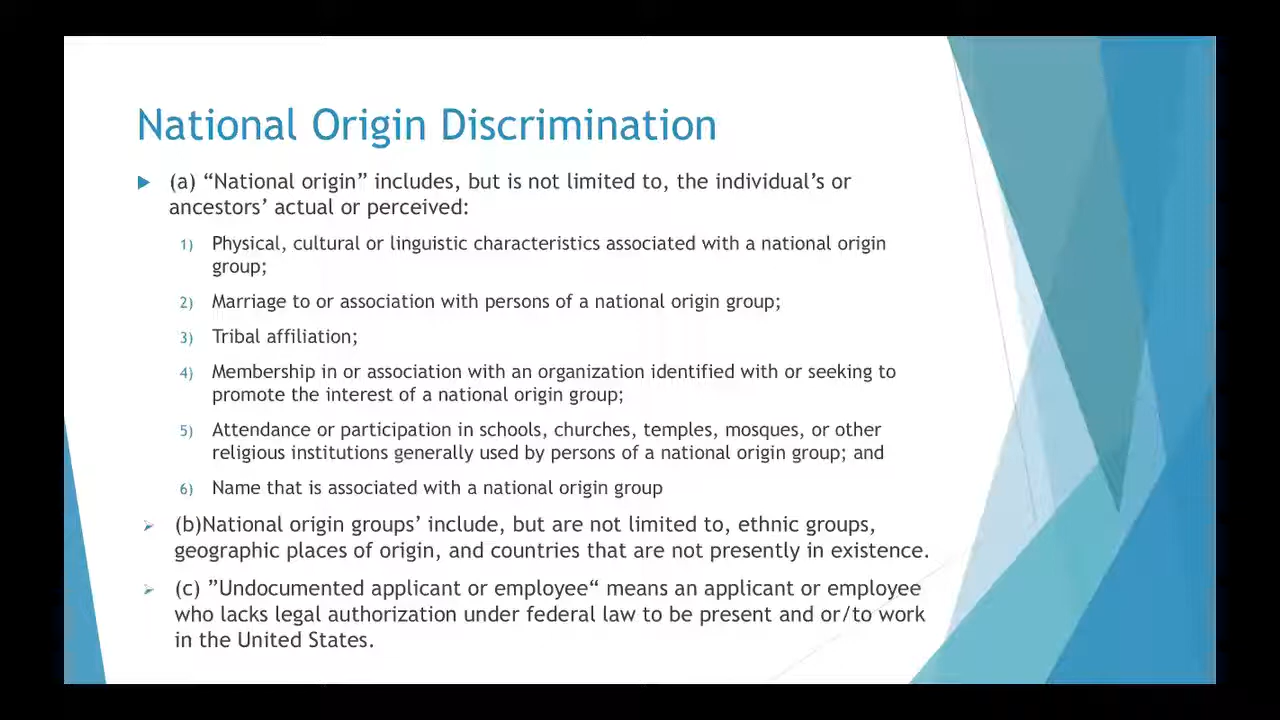 National Origin Discrimination
(a) “National origin” includes, but is not limited to, the individual’s or
ancestors’ actual or perceived:
1) Physical, cultural or linguistic characteristics associated with a national origin
group;
2) Marriage to or association with persons of a national origin group;
3) Tribal affiliation;
4) Membership in or association with an organization identified with or seeking to
promote the interest of a national origin group;
5) Attendance or participation in schools, churches, temples, mosques, or other
religious institutions generally used by persons of a national origin group; and
6) Name that is associated with a national origin group
(b)National origin groups’ include, but are not limited to, ethnic groups,
geographic places of origin, and countries that are not presently in existence.
(c) ”Undocumented applicant or employee“ means an applicant or employee
who lacks legal authorization under federal law to be present and or/to work
in the United States.